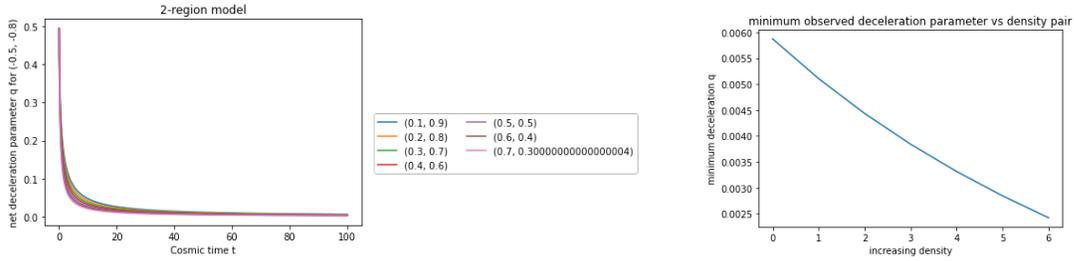 2-region model
net deceleration parameter q for (-0.5, -0.8)
0.5
0.4
0.3
0.2
0.1
0.0
0 20 40 60 80 100
Cosmic time t
(0.1, 0.9) (0.5, 0.5)
(0.2, 0.8) (0.6, 0.4)
(0.3, 0.7) (0.7, 0.30000000000000004)
(0.4, 0.6)
minimum observed deceleration parameter vs density pair
minimum deceleration q
0.0060
0.0055
0.0050
0.0045
0.0040
0.0035
0.0030
0.0025
0 1 2 3 4 5 6
increasing density